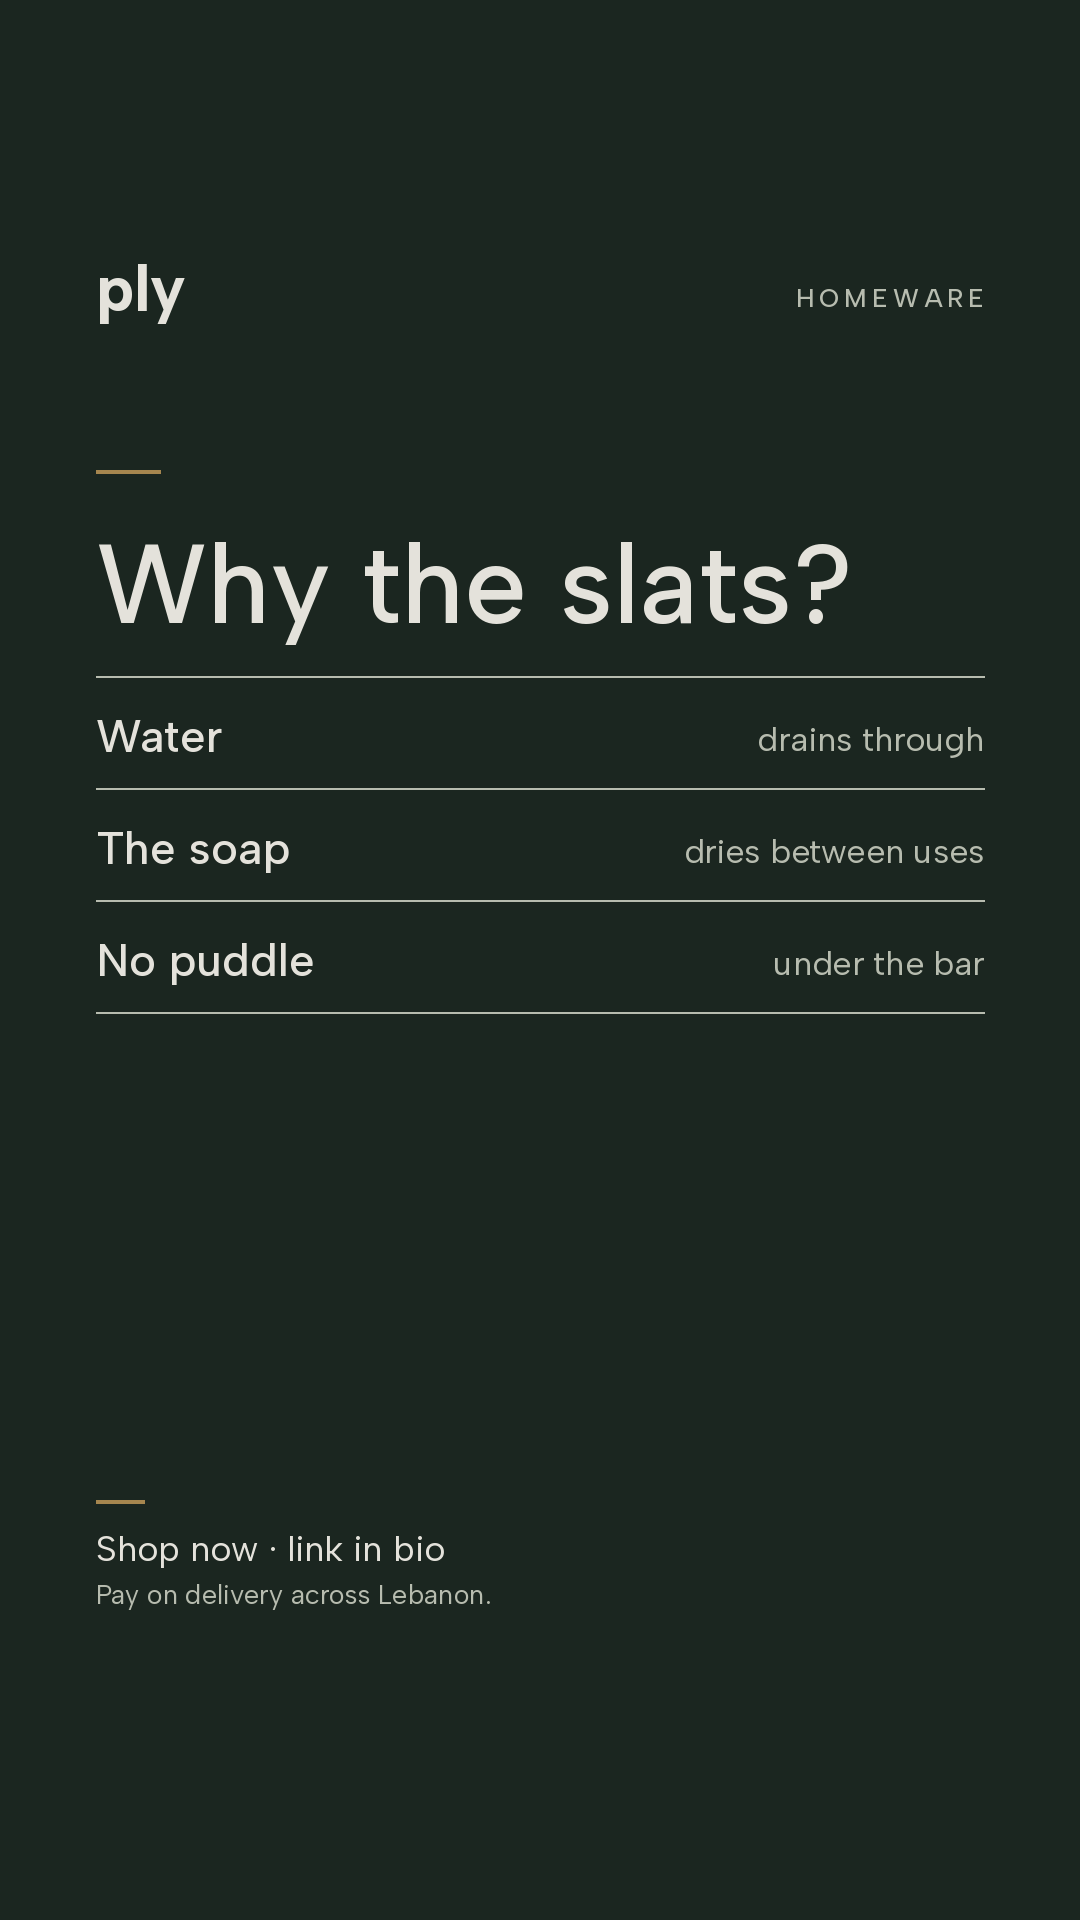 ply
HOMEWARE
Why the slats?
Water drains through
The soap dries between uses
No puddle under the bar
Shop now · link in bio
Pay on delivery across Lebanon.